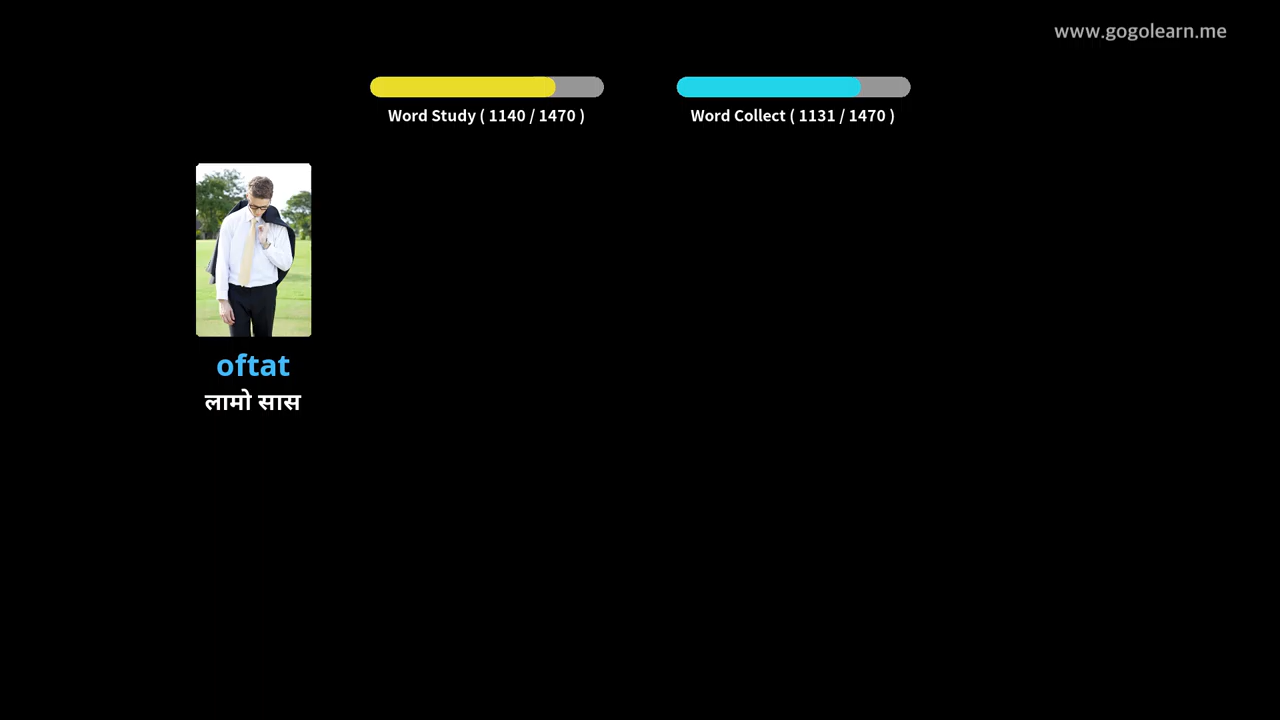 www.gogolearn.me
Word Study ( 1140 / 1470 )
Word Collect ( 1131 / 1470 )
oftat
लामो सास